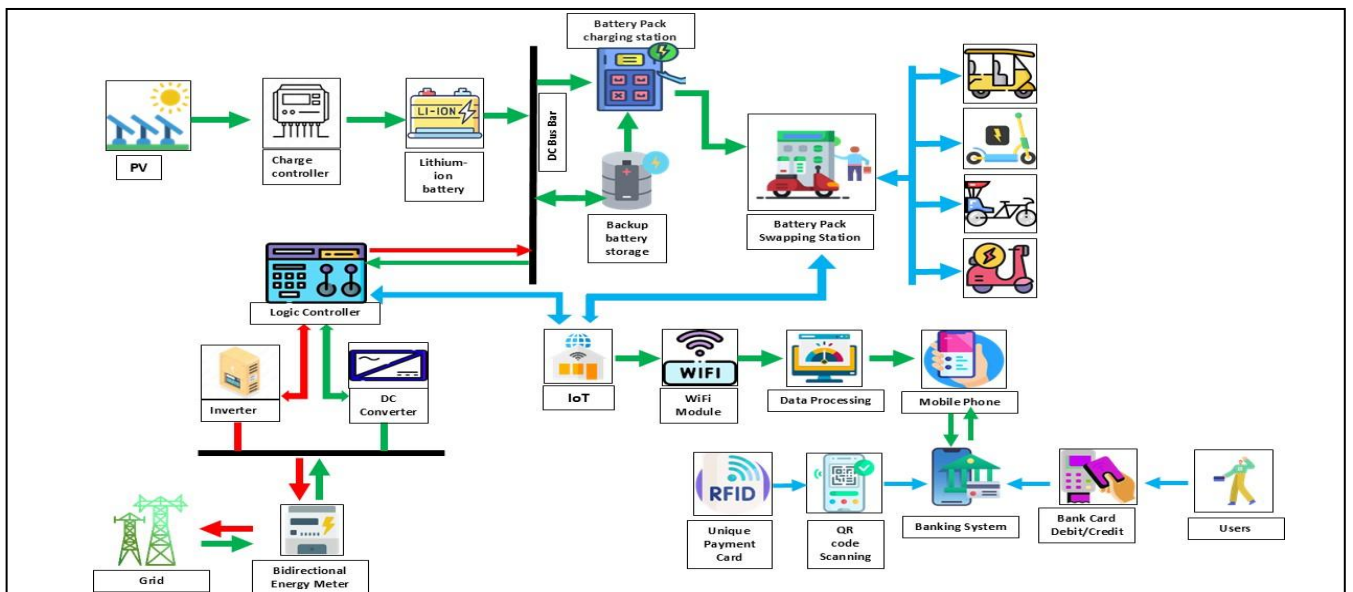 Battery Pack
charging station
LI-ION
DC Bus Bar
PV
Charge
controller
Lithium-
ion
battery
Backup
battery
storage
Battery Pack
Swapping Station
Logic Controller
Inverter
DC
Converter
IoT
WIFI
WiFi
Module
Data Processing
Mobile Phone
RFID
Unique
Payment
Card
QR
code
Scanning
Banking System
Bank Card
Debit/Credit
Users
Grid
Bidirectional
Energy Meter